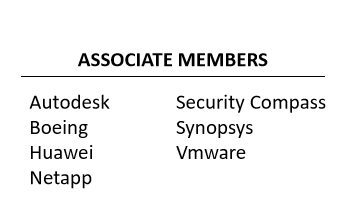 ASSOCIATE MEMBERS
Autodesk
Boeing
Huawei
Netapp
Security Compass
Synopsys
Vmware